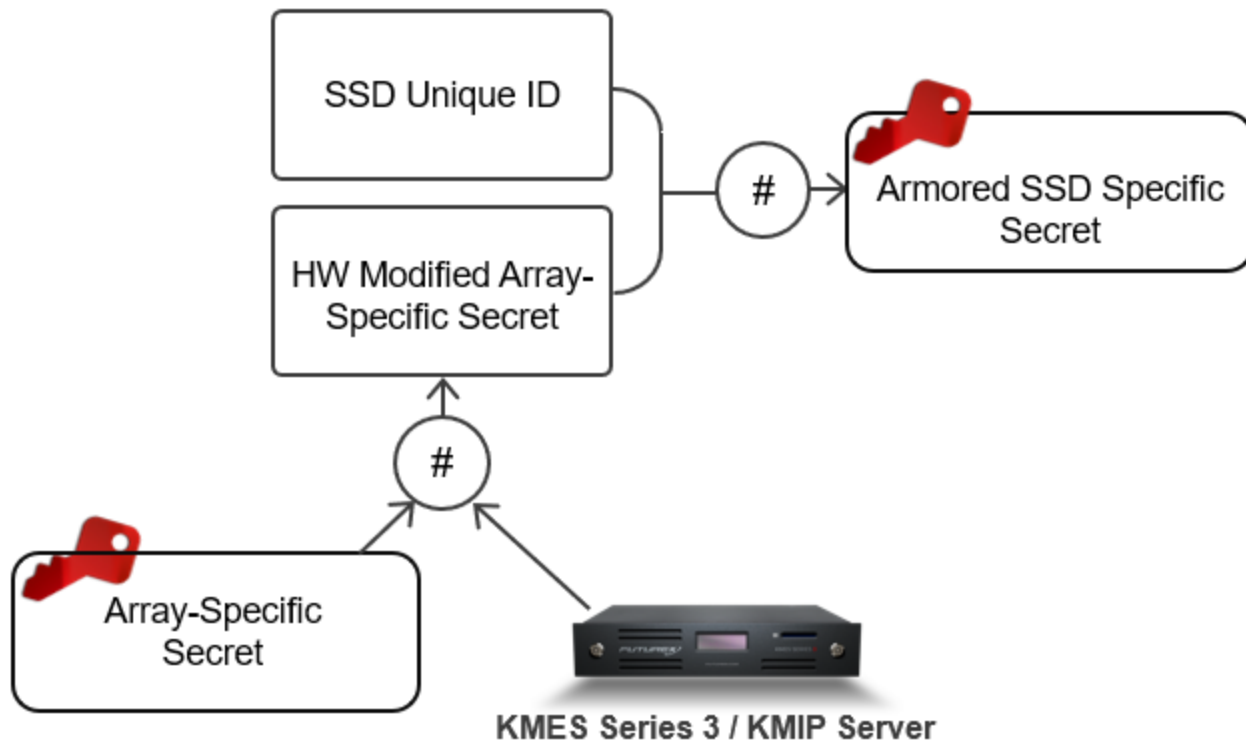 SSD Unique ID
#
Armored SSD Specific
Secret
HW Modified Array-
Specific Secret
#
Array-Specific
Secret
FUTUREX
KMES Series 3 / KMIP Server